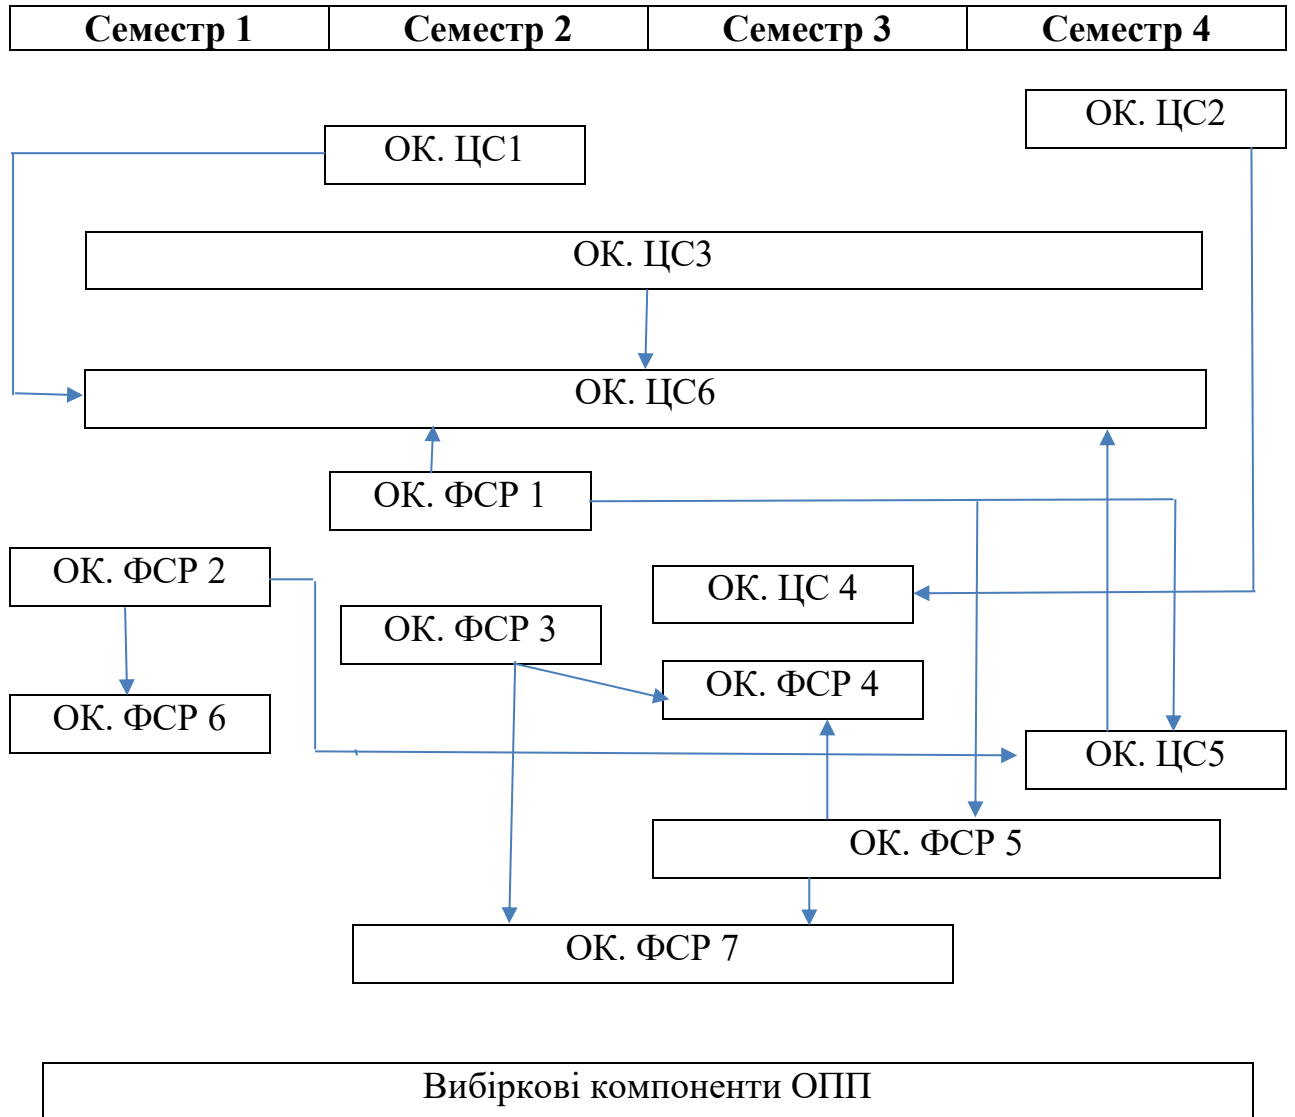 Семестр 1 Семестр 2 Семестр 3 Семестр 4
ОК. ЦС2
ОК. ЦС1
ОК. ЦС3
ОК. ЦС6
ОК. ФСР 1
ОК. ФСР 2
ОК. ЦС 4
ОК. ФСР 3
ОК. ФСР 4
ОК. ФСР 6
ОК. ЦС5
ОК. ФСР 5
ОК. ФСР 7
Вибіркові компоненти ОПП